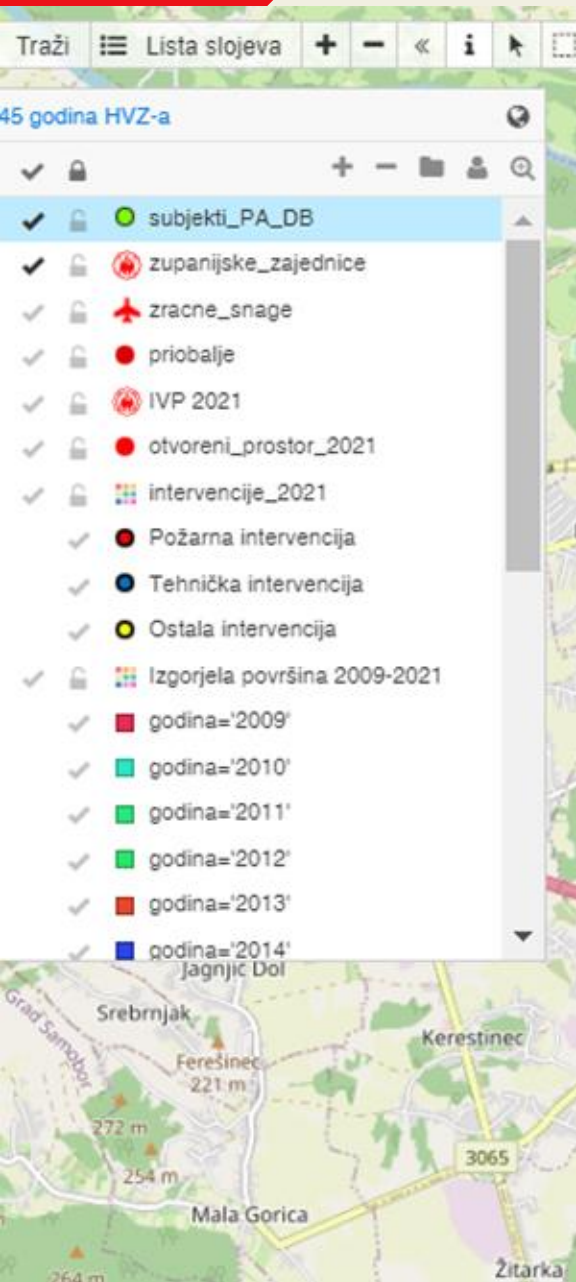 Traži Lista slojeva + − « i
45 godina HVZ-a
subjekti_PA_DB
zupanijske_zajednice
zracne_snage
priobalje
IVP 2021
otvoreni_prostor_2021
intervencije_2021
Požarna intervencija
Tehnička intervencija
Ostala intervencija
Izgorjela površina 2009-2021
godina='2009'
godina='2010'
godina='2011'
godina='2012'
godina='2013'
godina='2014'
Jagnjić Dol
Grad Samobor
Srebrnjak
Kerestinec
Ferešinec
221 m
272 m
3065
254 m
Mala Gorica
Žitarka
264 m